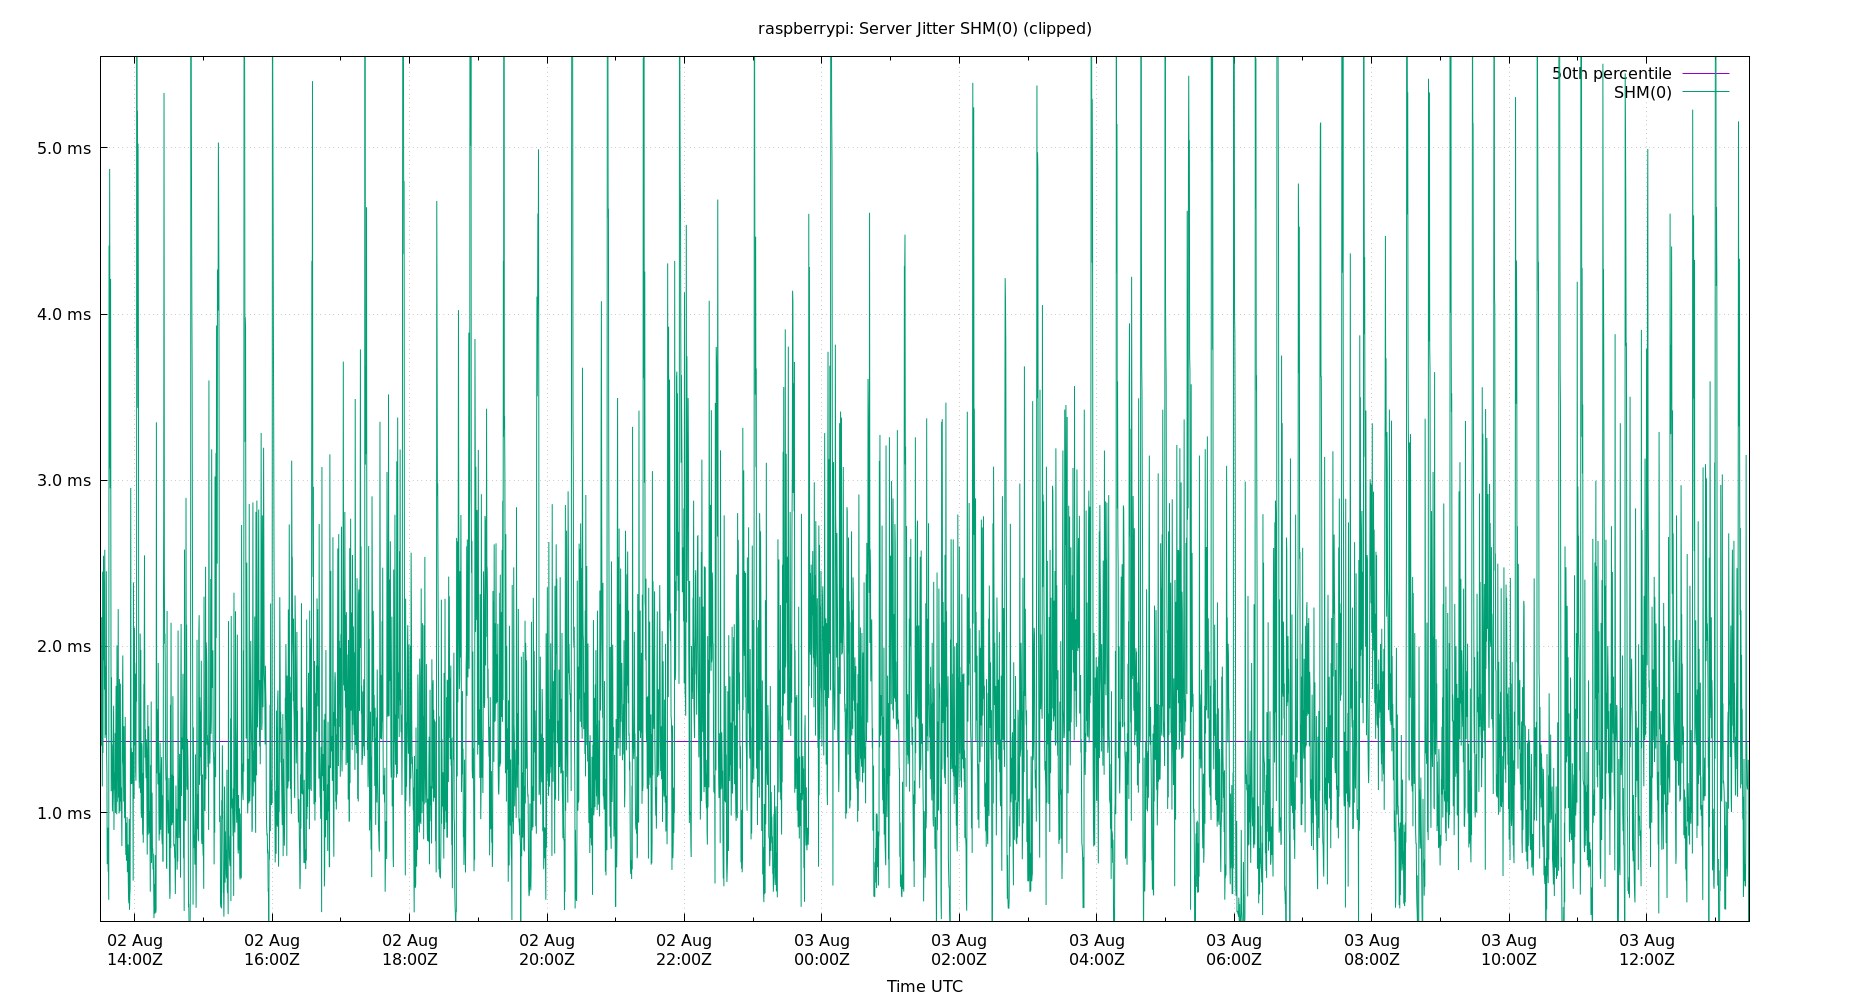 raspberrypi: Server Jitter SHM(0) (clipped)
50th percentile
SHM(0)
5.0 ms
4.0 ms
3.0 ms
2.0 ms
1.0 ms
02 Aug 02 Aug 02 Aug 02 Aug 02 Aug 03 Aug 03 Aug 03 Aug 03 Aug 03 Aug 03 Aug 03 Aug
14:00Z 16:00Z 18:00Z 20:00Z 22:00Z 00:00Z 02:00Z 04:00Z 06:00Z 08:00Z 10:00Z 12:00Z
Time UTC